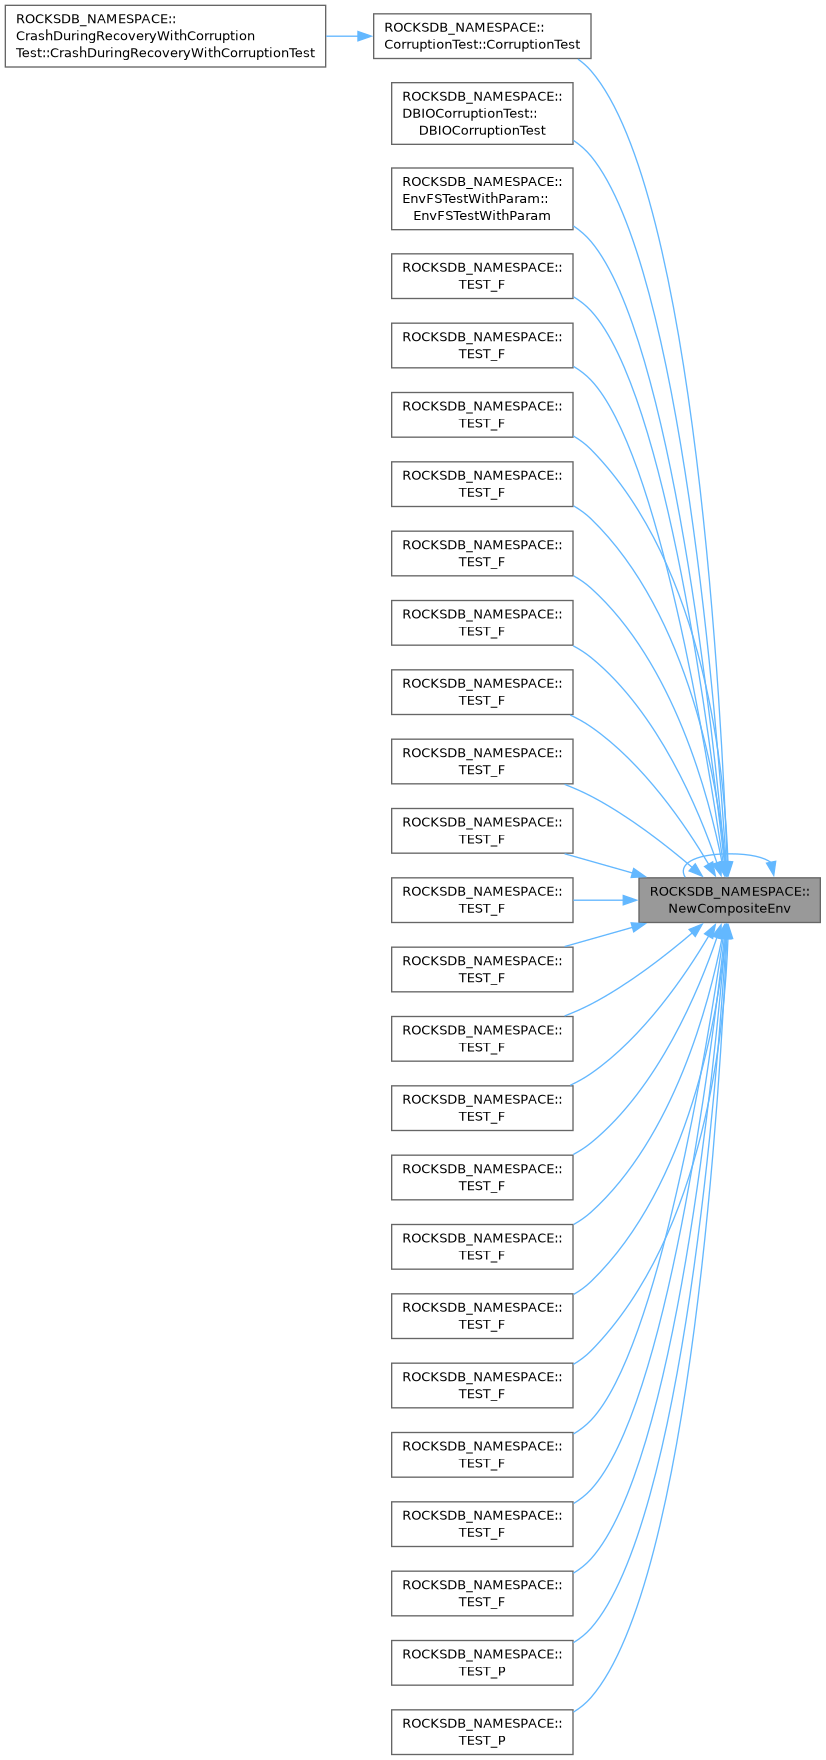 ROCKSDB_NAMESPACE::
CrashDuringRecoveryWithCorruption
Test::CrashDuringRecoveryWithCorruptionTest
ROCKSDB_NAMESPACE::
CorruptionTest::CorruptionTest
ROCKSDB_NAMESPACE::
DBIOCorruptionTest::
DBIOCorruptionTest
ROCKSDB_NAMESPACE::
EnvFSTestWithParam::
EnvFSTestWithParam
ROCKSDB_NAMESPACE::
TEST_F
ROCKSDB_NAMESPACE::
TEST_F
ROCKSDB_NAMESPACE::
TEST_F
ROCKSDB_NAMESPACE::
TEST_F
ROCKSDB_NAMESPACE::
TEST_F
ROCKSDB_NAMESPACE::
TEST_F
ROCKSDB_NAMESPACE::
TEST_F
ROCKSDB_NAMESPACE::
TEST_F
ROCKSDB_NAMESPACE::
TEST_F
ROCKSDB_NAMESPACE::
TEST_F
ROCKSDB_NAMESPACE::
TEST_F
ROCKSDB_NAMESPACE::
TEST_F
ROCKSDB_NAMESPACE::
TEST_F
ROCKSDB_NAMESPACE::
TEST_F
ROCKSDB_NAMESPACE::
TEST_F
ROCKSDB_NAMESPACE::
TEST_F
ROCKSDB_NAMESPACE::
TEST_F
ROCKSDB_NAMESPACE::
TEST_F
ROCKSDB_NAMESPACE::
TEST_F
ROCKSDB_NAMESPACE::
TEST_F
ROCKSDB_NAMESPACE::
TEST_P
ROCKSDB_NAMESPACE::
TEST_P
ROCKSDB_NAMESPACE::
NewCompositeEnv